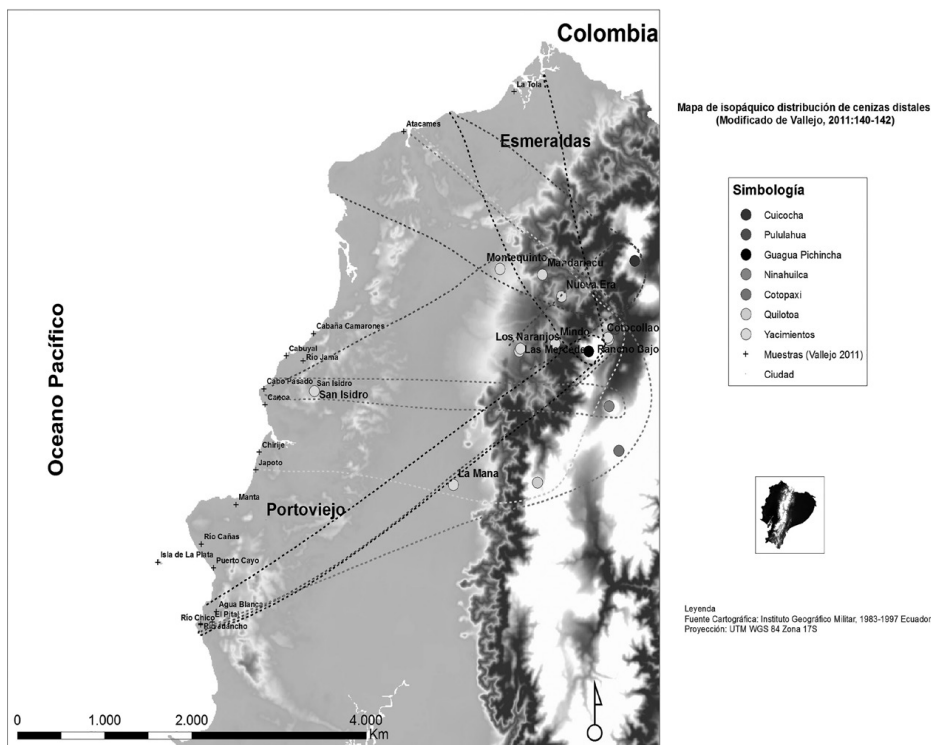 Colombia
La Tola
Atacames
Esmeraldas
Montequinto
Mandariacu
Nueva Era
Cabaña Camarones
Cabuyal
Río Jama
Los Naranjos
Mindo
Cotocollao
Las Mercedes
Rancho Bajo
Cabo Pasado
San Isidro
San Isidro
Canoa
Chirije
Japoto
La Mana
Manta
Portoviejo
Río Cañas
Isla de La Plata
Puerto Cayo
Agua Blanca
El Pital
Río Chico
Oceano Pacífico
0 1.000 2.000 4.000
Km
Mapa de isopáquico distribución de cenizas distales
(Modificado de Vallejo, 2011:140-142)
Simbología
Cuicocha
Pululahua
Guagua Pichincha
Ninahuilca
Cotopaxi
Quilotoa
Yacimientos
Muestras (Vallejo 2011)
Ciudad
Leyenda
Fuente Cartográfica: Instituto Geográfico Militar, 1983-1997 Ecuador
Proyección: UTM WGS 84 Zona 17S